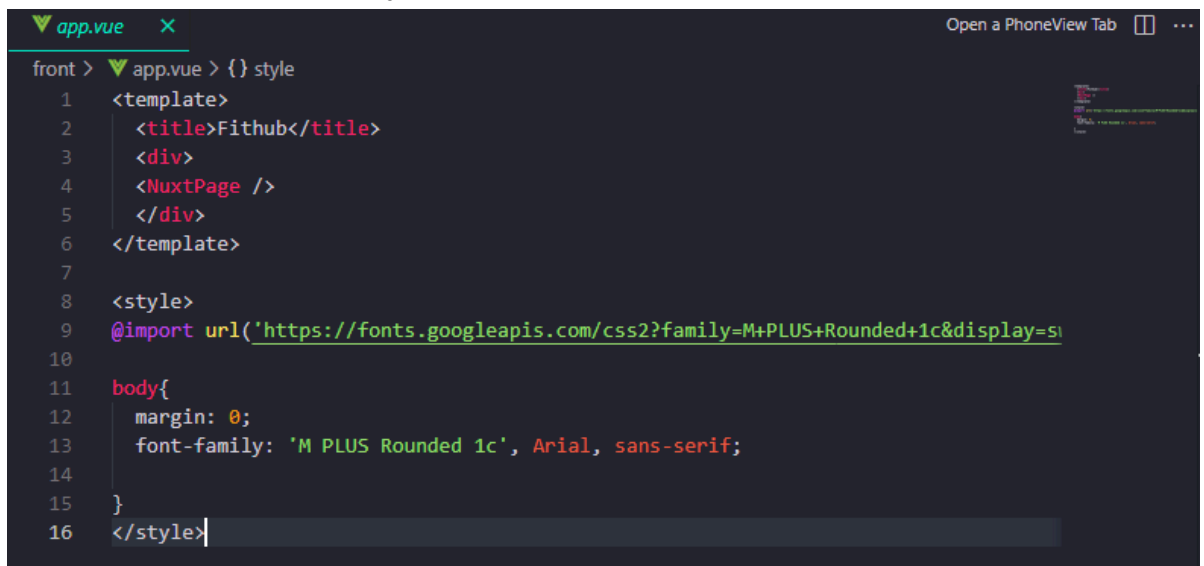 app.vue ×
Open a PhoneView Tab ...
front > app.vue > {} style
1 <template>
2 <title>Fithub</title>
3 <div>
4 <NuxtPage />
5 </div>
6 </template>
7
8 <style>
9 @import url('https://fonts.googleapis.com/css2?family=M+PLUS+Rounded+1c&display=
10
11 body{
12 margin: 0;
13 font-family: 'M PLUS Rounded 1c', Arial, sans-serif;
14
15 }
16 </style>